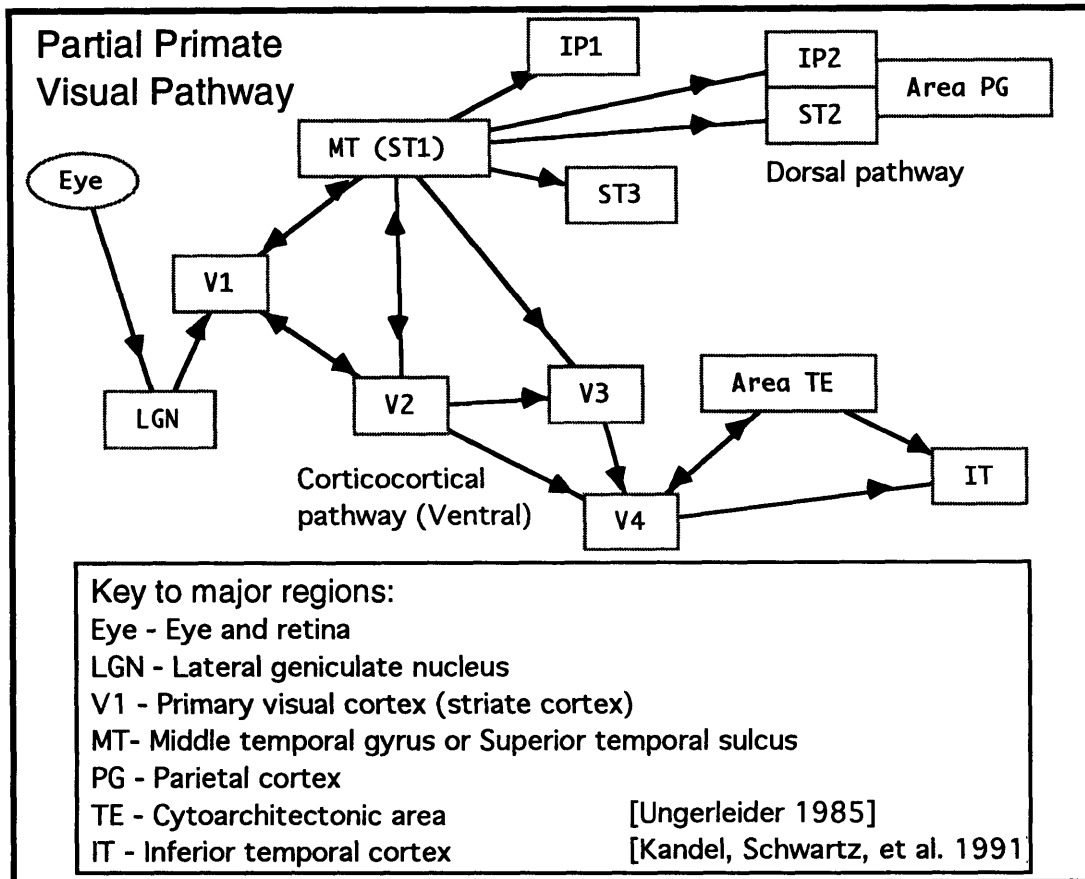 Partial Primate
Visual Pathway
IP1
IP2
Area PG
ST2
MT (ST1)
Dorsal pathway
Eye
ST3
V1
Area TE
V2
V3
LGN
IT
Corticocortical
pathway (Ventral)
V4
Key to major regions:
Eye - Eye and retina
LGN - Lateral geniculate nucleus
V1 - Primary visual cortex (striate cortex)
MT- Middle temporal gyrus or Superior temporal sulcus
PG - Parietal cortex
TE - Cytoarchitectonic area [Ungerleider 1985]
IT - Inferior temporal cortex [Kandel, Schwartz, et al. 1991